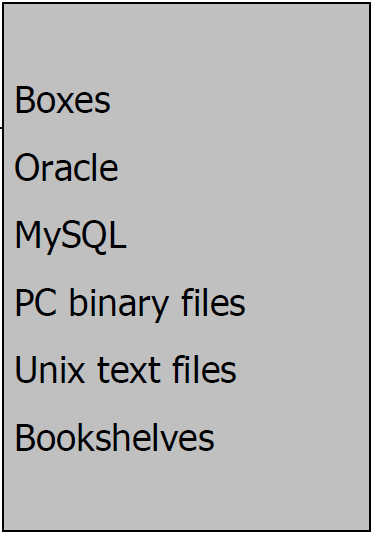 Boxes
Oracle
MySQL
PC binary files
Unix text files
Bookshelves